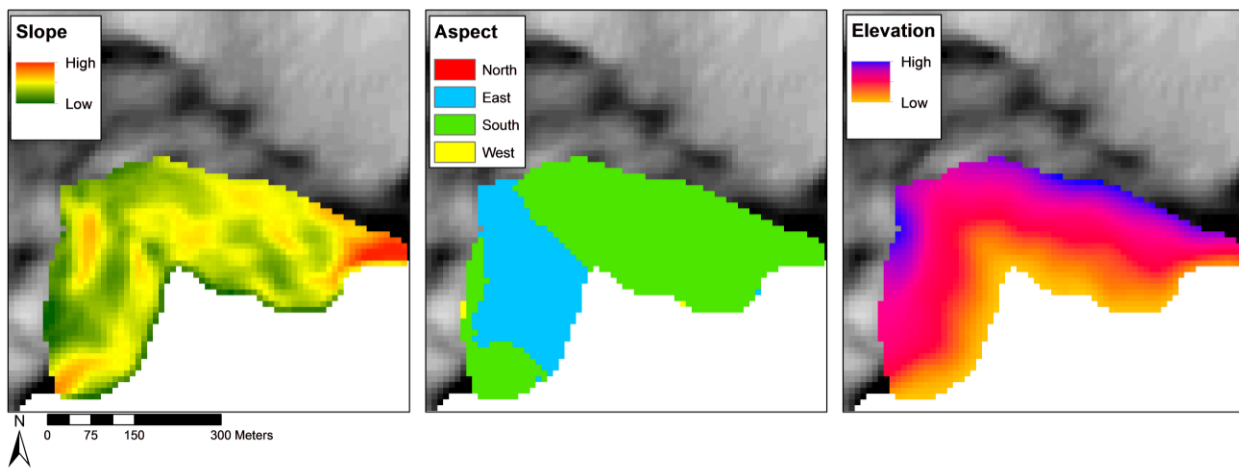 Slope
High
Low
Aspect
North
East
South
West
Elevation
High
Low
N
0 75 150 300 Meters